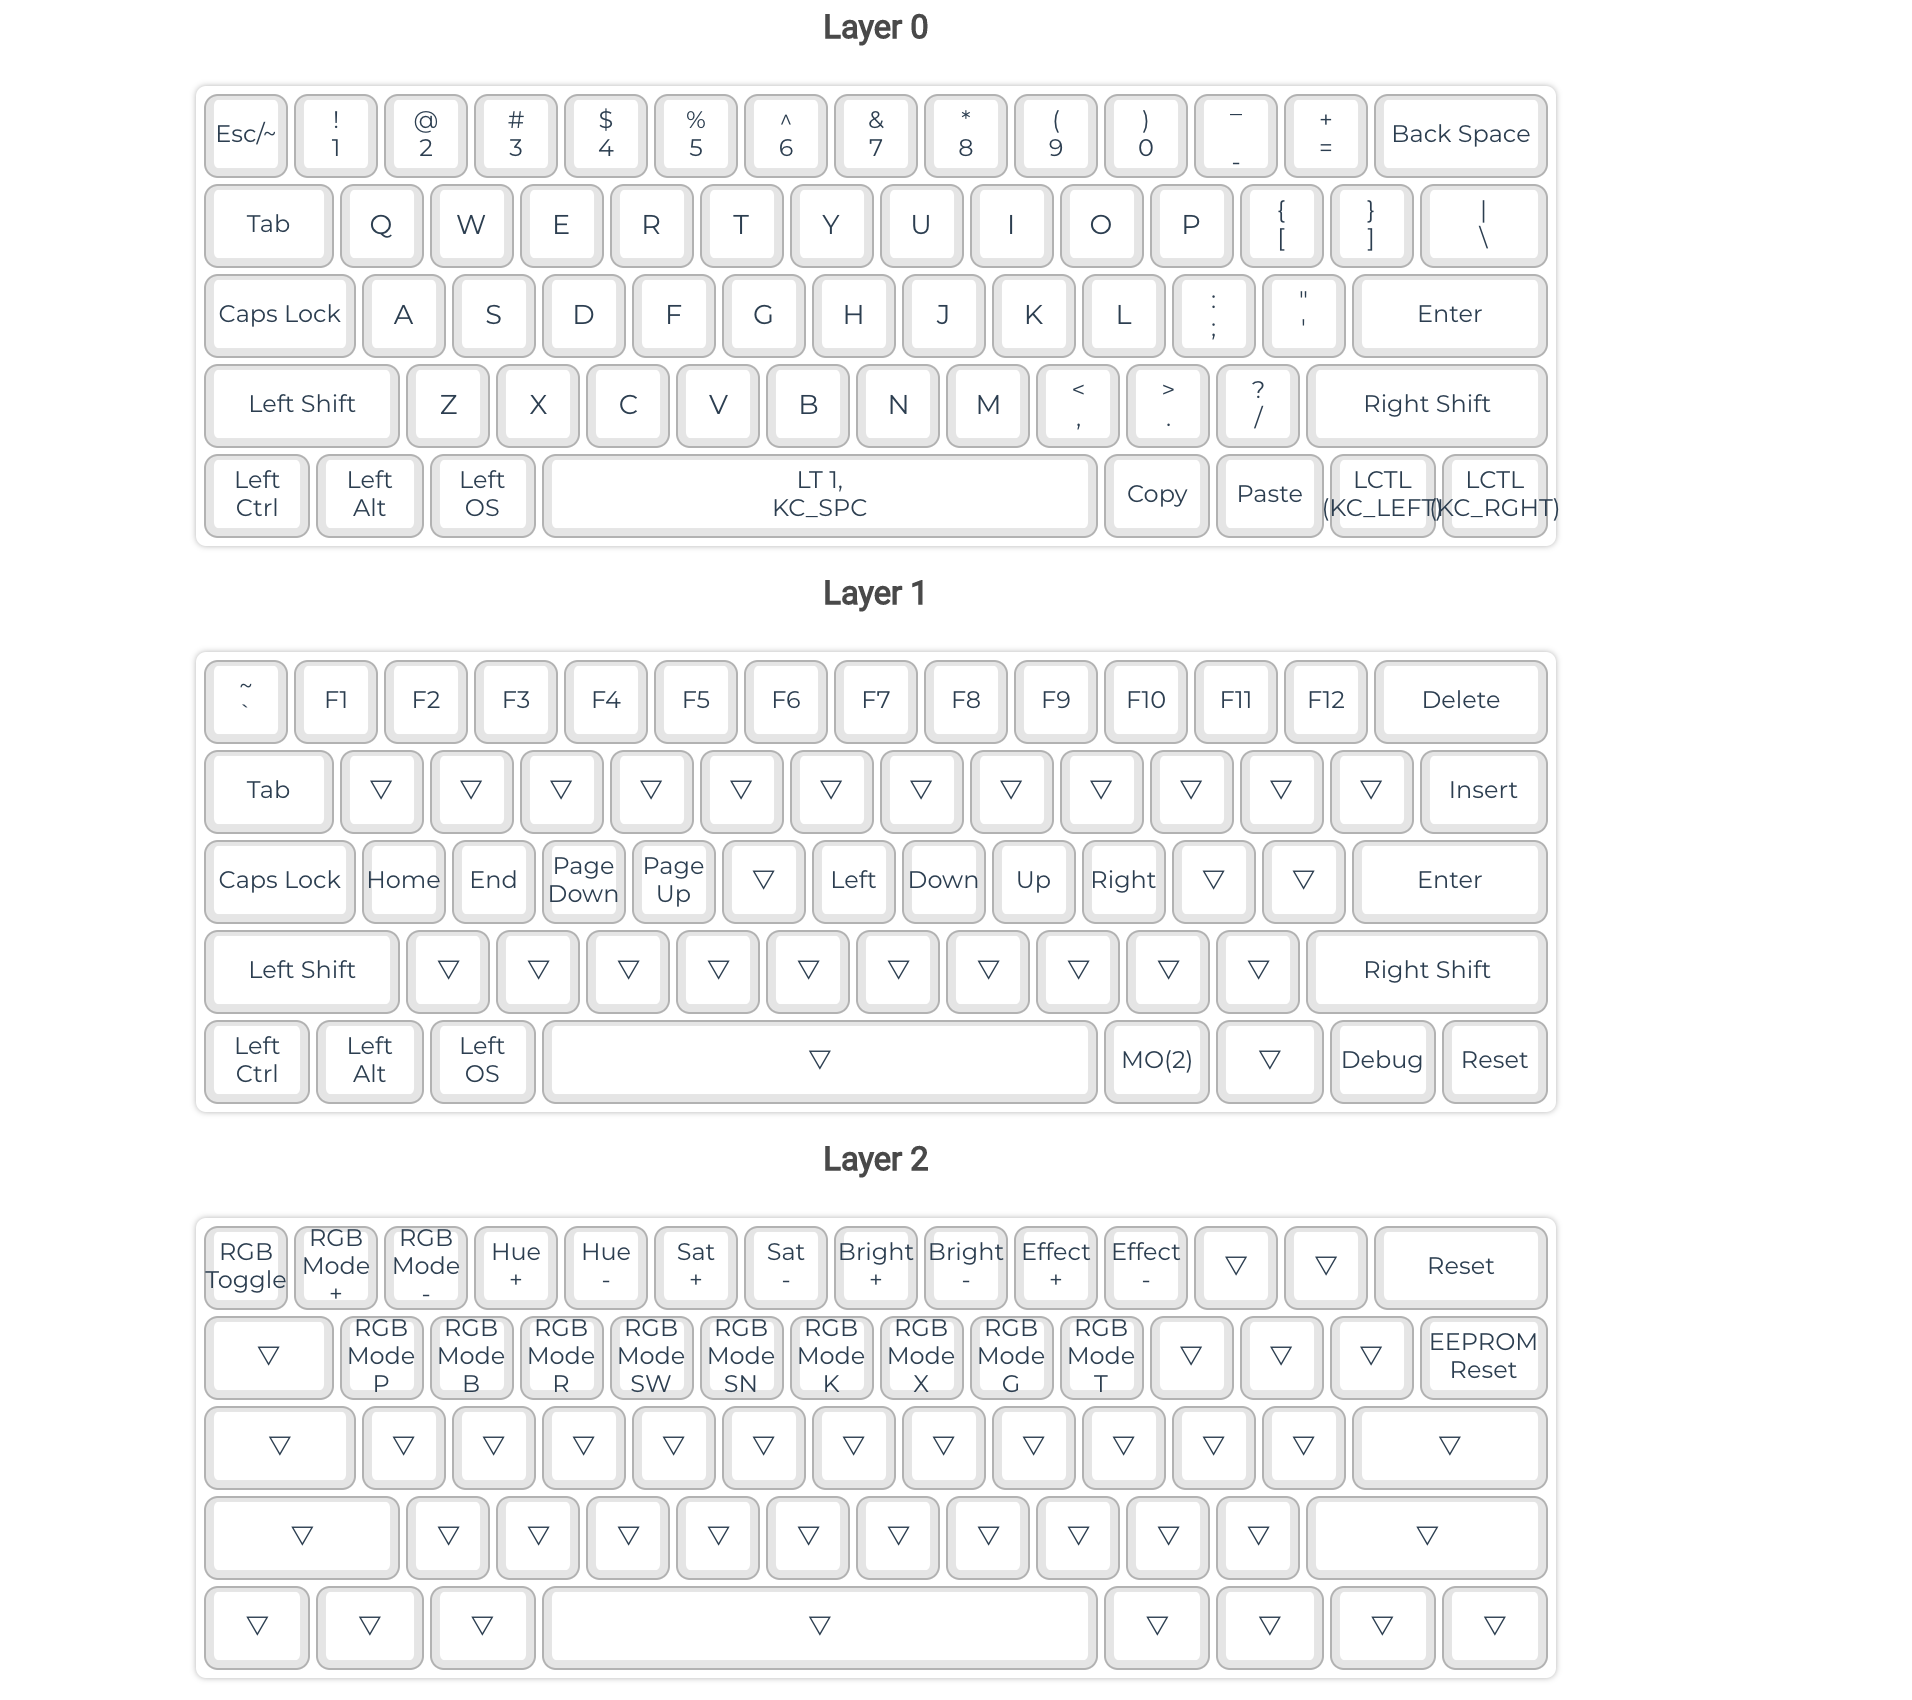 Layer 0
Esc/~ ! 1 @ 2 # 3 $ 4 % 5 ^ 6 & 7 * 8 ( 9 ) 0 _ - + = Back Space
Tab Q W E R T Y U I O P { [ } ] | \
Caps Lock A S D F G H J K L : ; " ' Enter
Left Shift Z X C V B N M < , > . ? / Right Shift
Left Ctrl Left Alt Left OS LT 1, KC_SPC Copy Paste LCTL (KC_LEFT) LCTL (KC_RGHT)
Layer 1
~ ` F1 F2 F3 F4 F5 F6 F7 F8 F9 F10 F11 F12 Delete
Tab ▽ ▽ ▽ ▽ ▽ ▽ ▽ ▽ ▽ ▽ ▽ ▽ Insert
Caps Lock Home End Page Down Page Up ▽ Left Down Up Right ▽ ▽ Enter
Left Shift ▽ ▽ ▽ ▽ ▽ ▽ ▽ ▽ ▽ ▽ Right Shift
Left Ctrl Left Alt Left OS ▽ MO(2) ▽ Debug Reset
Layer 2
RGB Toggle RGB Mode + RGB Mode - Hue + Hue - Sat + Sat - Bright + Bright - Effect + Effect - ▽ ▽ Reset
▽ RGB Mode P RGB Mode B RGB Mode R RGB Mode SW RGB Mode SN RGB Mode K RGB Mode X RGB Mode G RGB Mode T ▽ ▽ ▽ EEPROM Reset
▽ ▽ ▽ ▽ ▽ ▽ ▽ ▽ ▽ ▽ ▽ ▽ ▽
▽ ▽ ▽ ▽ ▽ ▽ ▽ ▽ ▽ ▽ ▽ ▽
▽ ▽ ▽ ▽ ▽ ▽ ▽ ▽